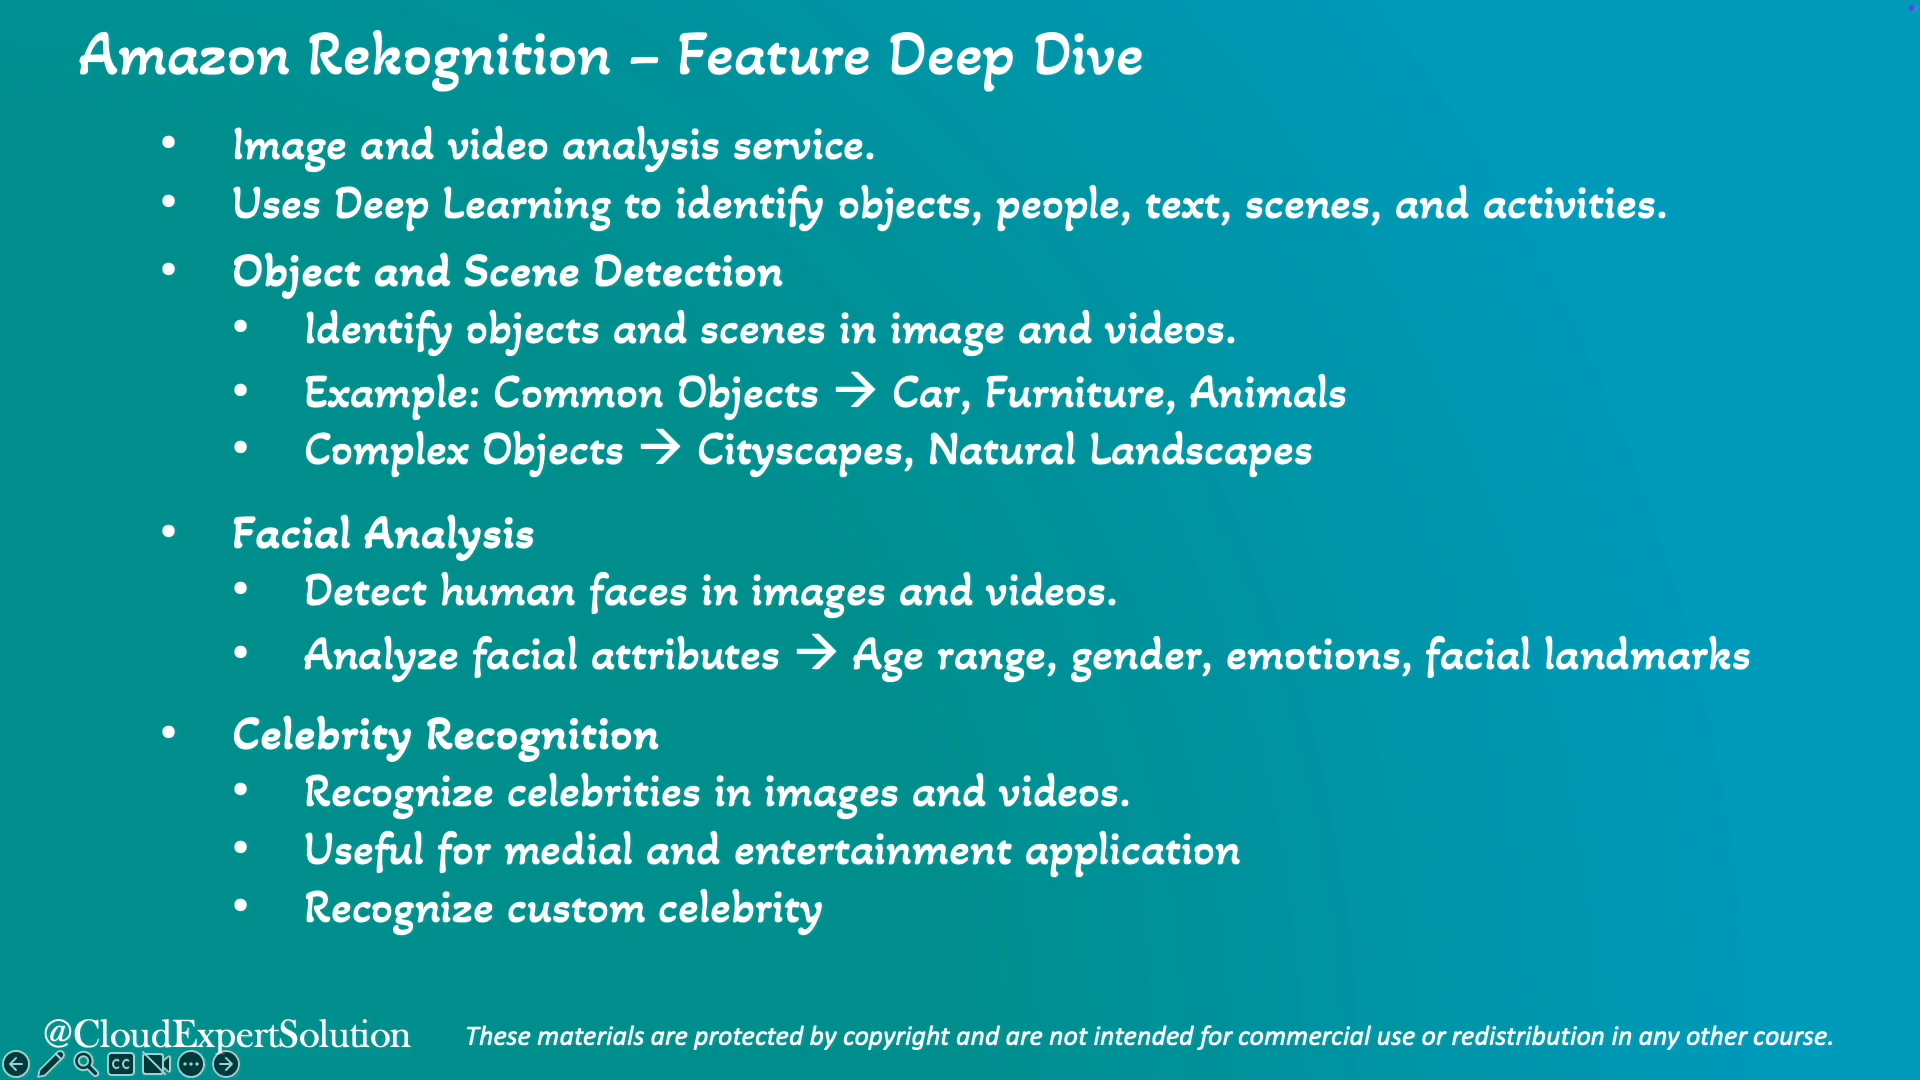 Amazon Rekognition – Feature Deep Dive
• Image and video analysis service.
• Uses Deep Learning to identify objects, people, text, scenes, and activities.
• Object and Scene Detection
• Identify objects and scenes in image and videos.
• Example: Common Objects → Car, Furniture, Animals
• Complex Objects → Cityscapes, Natural Landscapes
• Facial Analysis
• Detect human faces in images and videos.
• Analyze facial attributes → Age range, gender, emotions, facial landmarks
• Celebrity Recognition
• Recognize celebrities in images and videos.
• Useful for medial and entertainment application
• Recognize custom celebrity
@CloudExpertSolution
These materials are protected by copyright and are not intended for commercial use or redistribution in any other course.
CC